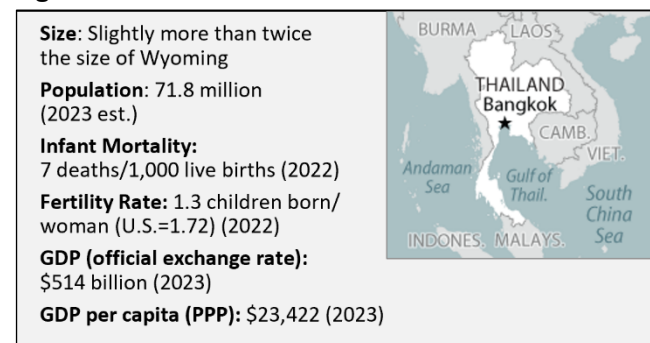 Size: Slightly more than twice
the size of Wyoming
Population: 71.8 million
(2023 est.)
Infant Mortality:
7 deaths/1,000 live births (2022)
Fertility Rate: 1.3 children born/
woman (U.S.=1.72) (2022)
GDP (official exchange rate):
$514 billion (2023)
GDP per capita (PPP): $23,422 (2023)
BURMA
LAOS
THAILAND
Bangkok
CAMB.
VIET.
Andaman
Sea
Gulf of
Thail.
South
China
Sea
INDONES.
MALAYS.